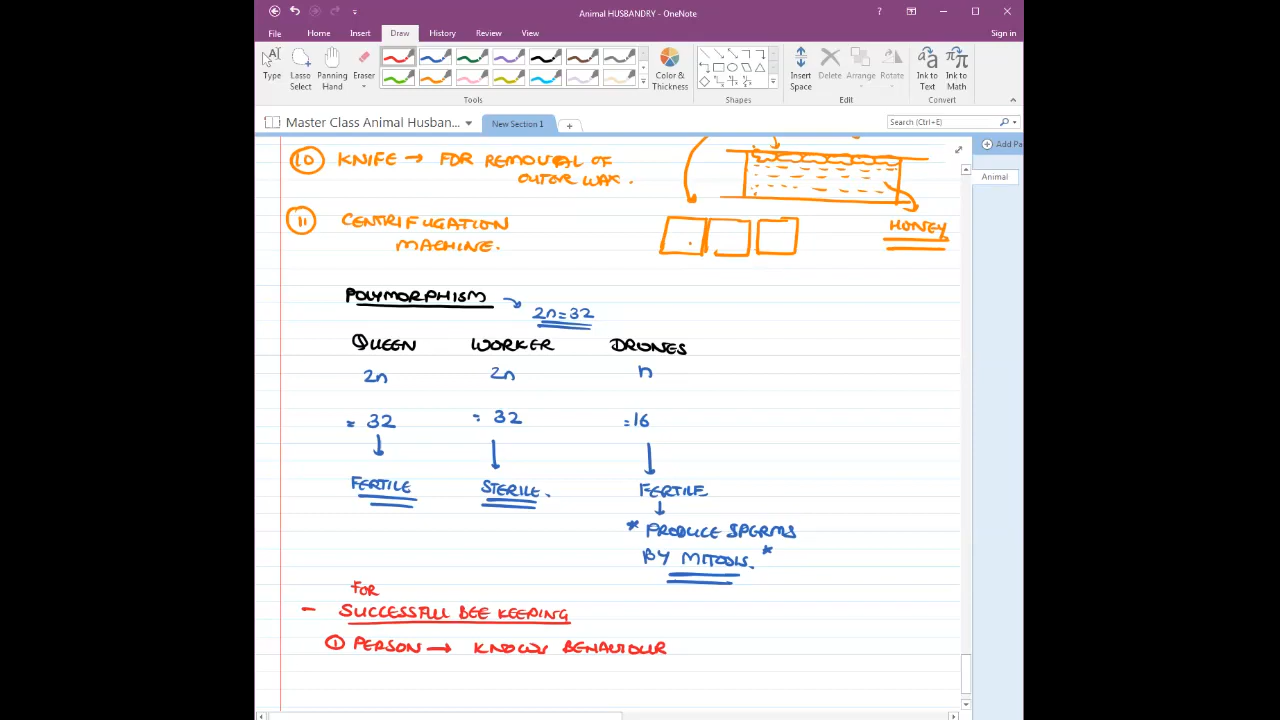 Animal HUSBANDRY - OneNote
?
File Home Insert Draw History Review View
Sign in
Type
Lasso Select
Panning Hand
Eraser
Color & Thickness
Insert Space
Delete
Arrange
Rotate
Ink to Text
Ink to Math
Tools
Shapes
Edit
Convert
Master Class Animal Husban...
New Section 1
Search (Ctrl+E)
Add Pa
Animal
10 KNIFE → FOR REMOVAL OF
OUTER WAX.
11 CENTRIFUGATION
MACHINE.
HONEY
POLYMORPHISM
2n=32
QUEEN WORKER DRONES
2n 2n n
= 32 = 32 =16
FERTILE STERILE. FERTILE
* PRODUCE SPERMS
BY MITOSIS. *
FOR
- SUCCESSFULL BEE KEEPING
1 PERSON → KNOWS BEHAVIOUR